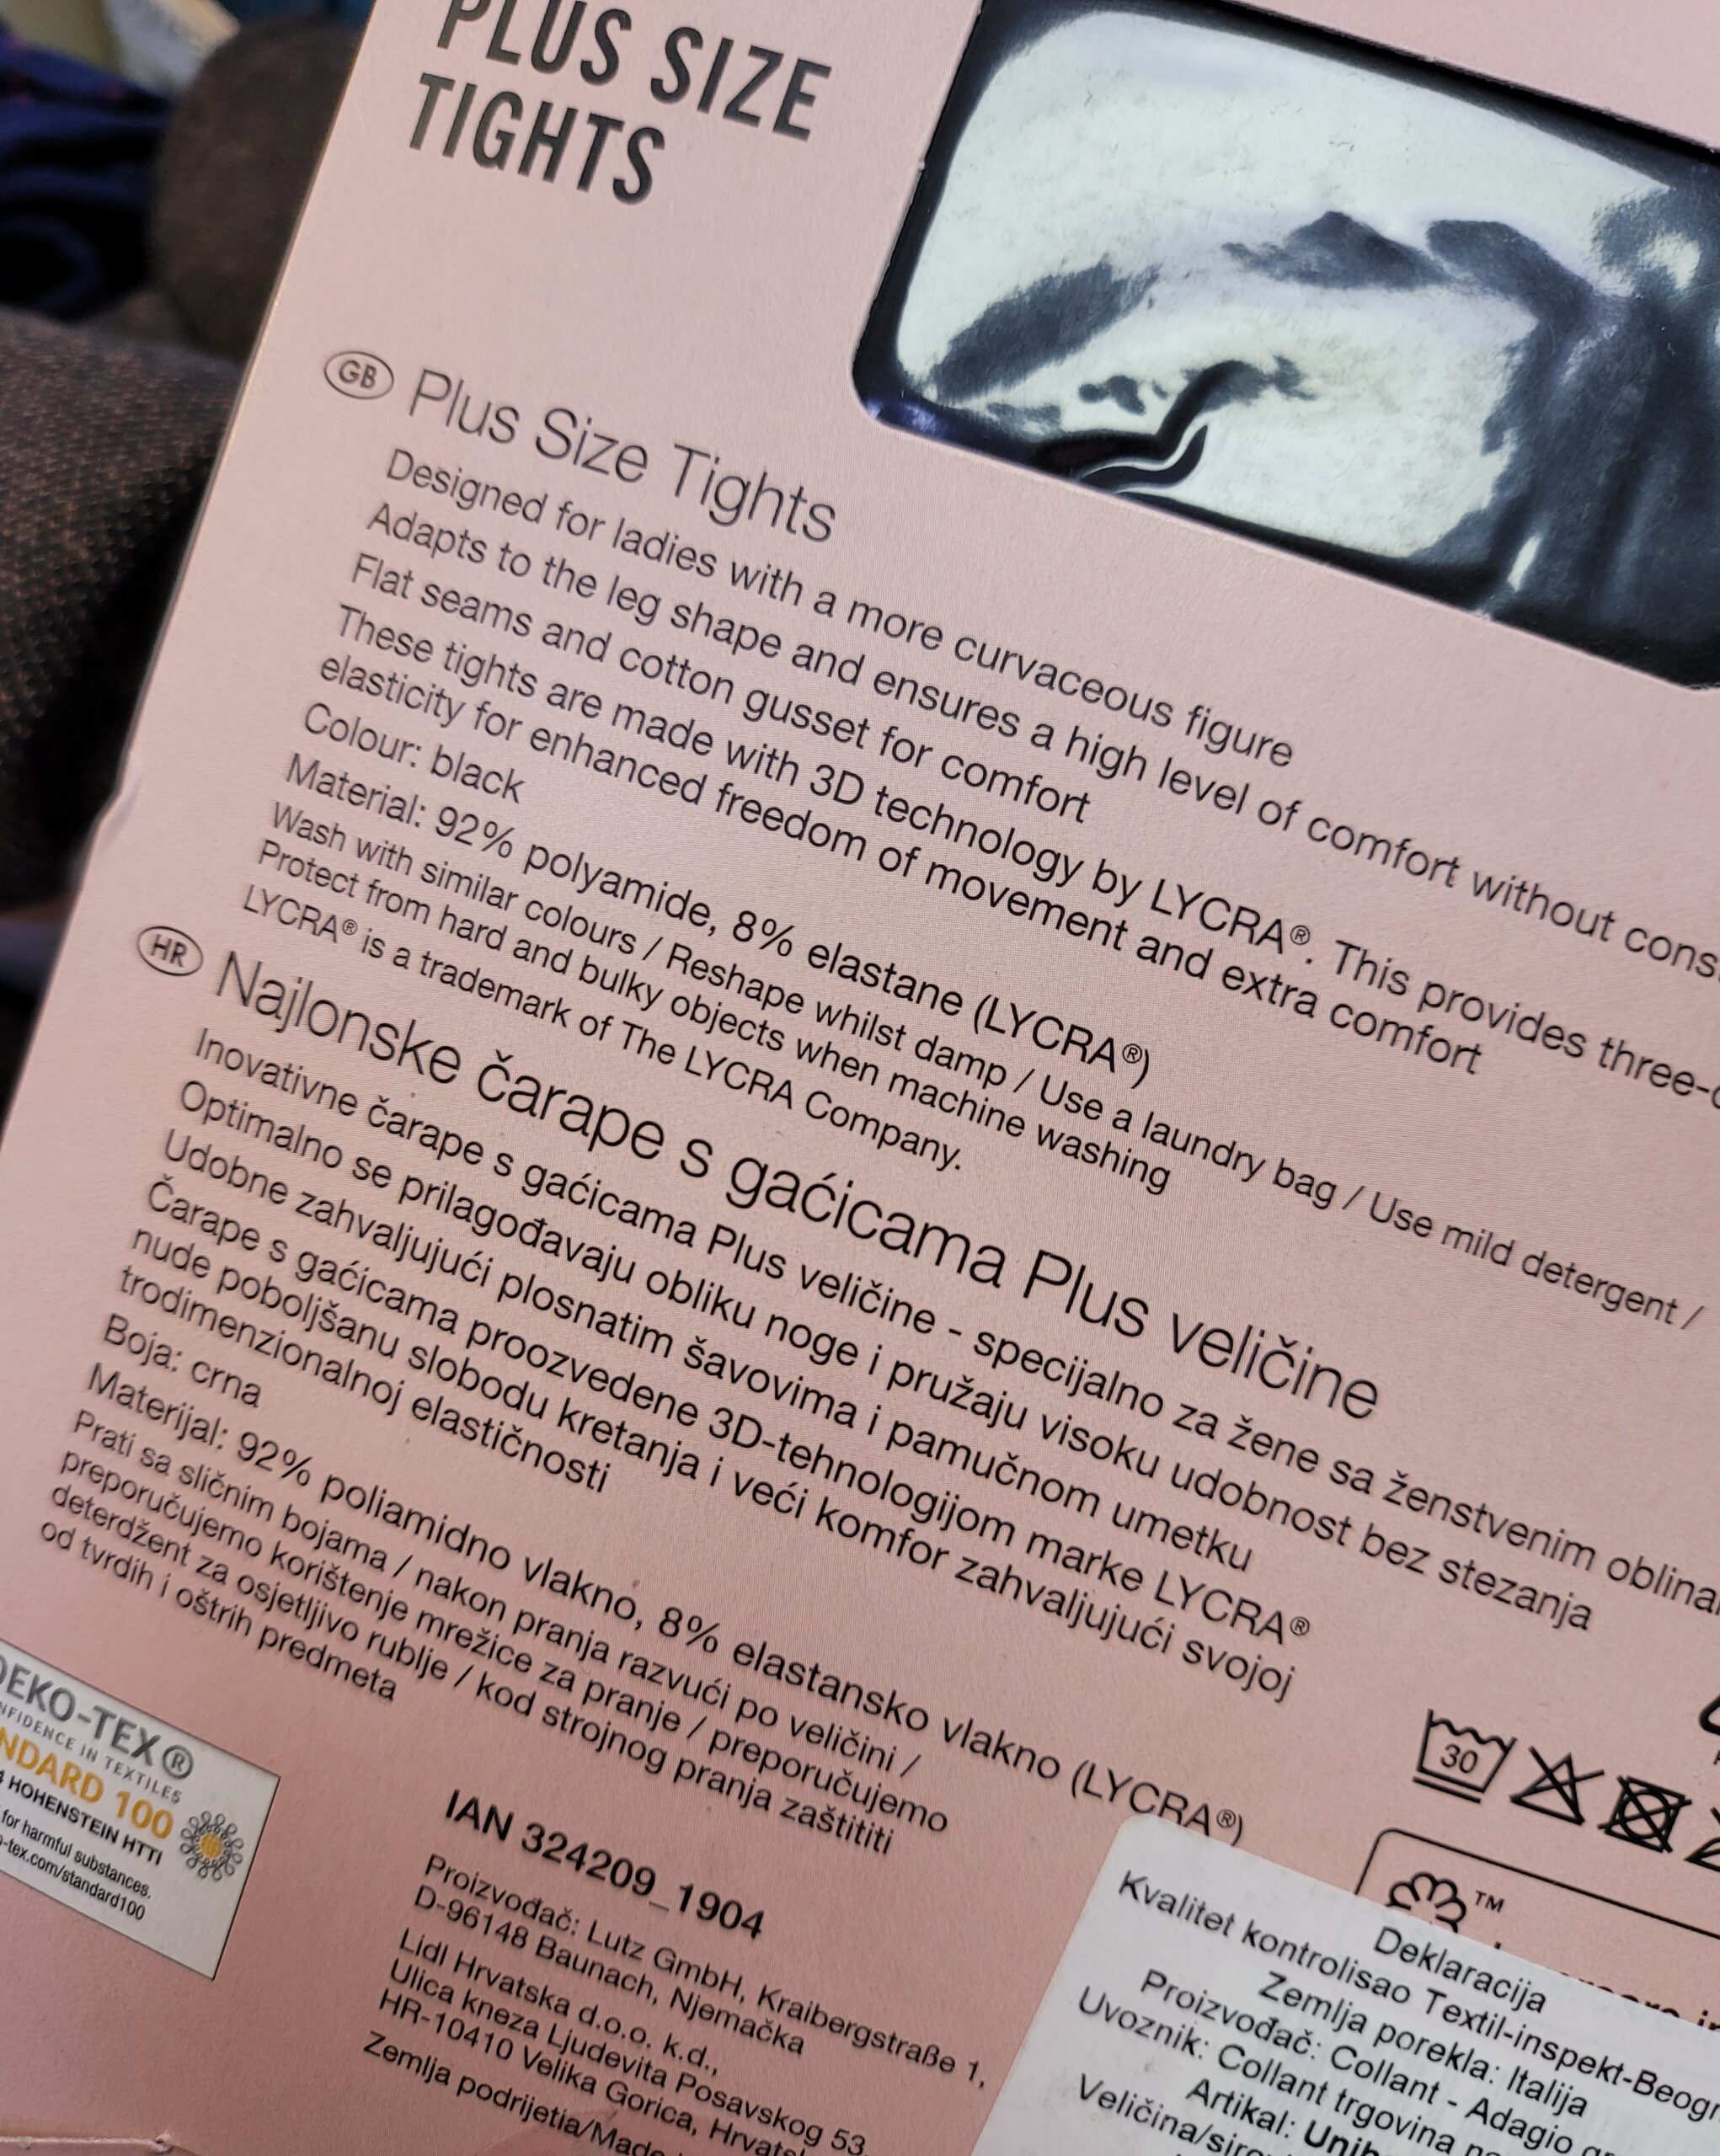 PLUS SIZE
TIGHTS
GB Plus Size Tights
Designed for ladies with a more curvaceous figure
Adapts to the leg shape and ensures a high level of comfort without
Flat seams and cotton gusset for comfort
These tights are made with 3D technology by LYCRA®. This provides
elasticity for enhanced freedom of movement and extra comfort
Colour: black
Material: 92% polyamide, 8% elastane (LYCRA®)
Wash with similar colours / Reshape whilst damp / Use a laundry bag / Use mild detergent /
Protect from hard and bulky objects when machine washing
LYCRA® is a trademark of The LYCRA Company.
HR Najlonske čarape s gaćicama Plus veličine
Inovativne čarape s gaćicama Plus veličine - specijalno za žene sa ženstvenim
Optimalno se prilagođavaju obliku noge i pružaju visoku udobnost bez stezanja
Udobne zahvaljujući plosnatim šavovima i pamučnom umetku
Čarape s gaćicama proozvedene 3D-tehnologijom marke LYCRA®
nude poboljšanu slobodu kretanja i veći komfor zahvaljujući svojoj
trodimenzionalnoj elastičnosti
Boja: crna
Materijal: 92% poliamidno vlakno, 8% elastansko vlakno (LYCRA®)
Prati sa sličnim bojama / nakon pranja razvući po veličini /
preporučujemo korištenje mrežice za pranje / preporučujemo
deterdžent za osjetljivo rublje / kod strojnog pranja zaštititi
od tvrdih i oštrih predmeta
OEKO-TEX®
IN TEXTILES
100
HOHENSTEIN HTTI
for harmful substances.
-tex.com/standard100
IAN 324209_1904
Proizvođač: Lutz GmbH, Kraibergstraße 1,
D-96148 Baunach, Njemačka
Lidl Hrvatska d.o.o. k.d.,
Ulica kneza Ljudevita Posavskog 53,
HR-10410 Velika Gorica,
Zemlja podrijetla/Made
30
™
Deklaracija
Kvalitet kontrolisao Textil-inspekt-
Zemlja porekla: Italija
Proizvođač: Collant - Adagio
Uvoznik: Collant trgovina
Artikal: